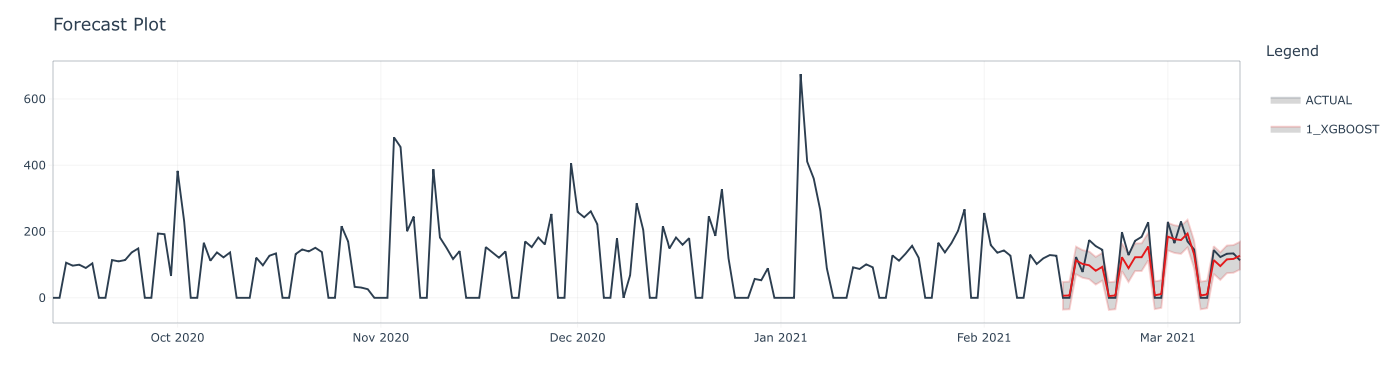 Forecast Plot
Legend
ACTUAL
1_XGBOOST
600
400
200
0
Oct 2020
Nov 2020
Dec 2020
Jan 2021
Feb 2021
Mar 2021